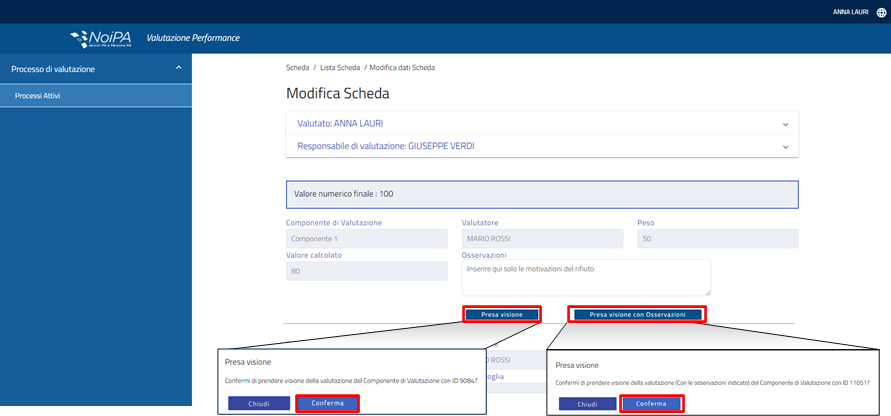 ANNA LAURI
NoiPA
servizi PA a Persone PA
Valutazione Performance
Processo di valutazione
Processi Attivi
Scheda / Lista Scheda / Modifica dati Scheda
Modifica Scheda
Valutato: ANNA LAURI
Responsabile di valutazione: GIUSEPPE VERDI
Valore numerico finale : 100
Componente di Valutazione Valutatore Peso
Componente 1 MARIO ROSSI 50
Valore calcolato Osservazioni
80 Inserire qui solo le motivazioni del rifiuto
Presa visione Presa visione con Osservazioni
ROSSI
oglia
Presa visione
Confermi di prendere visione della valutazione del Componente di Valutazione con ID 9084?
Chiudi Conferma
Presa visione
Confermi di prendere visione della valutazione (Con le osservazioni indicate) del Componente di Valutazione con ID 11051?
Chiudi Conferma